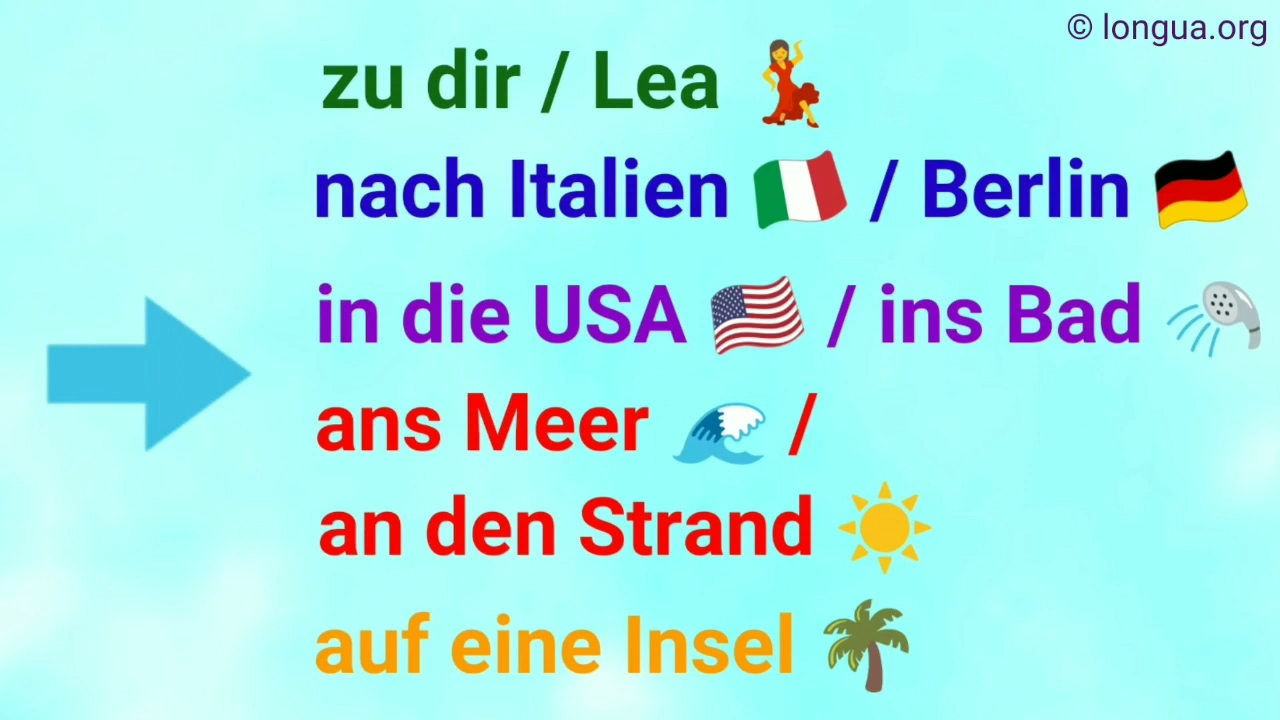 © longua.org
zu dir / Lea
nach Italien / Berlin
in die USA / ins Bad
ans Meer /
an den Strand
auf eine Insel